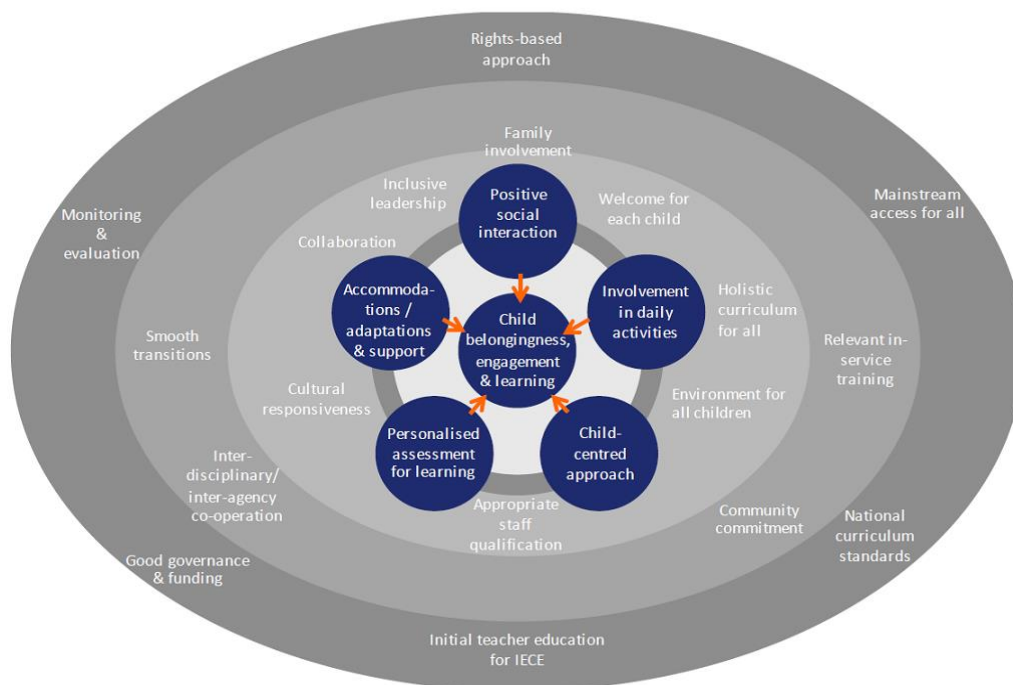 Rights-based
approach
Family
involvement
Mainstream
access for all
Monitoring
&
evaluation
Inclusive
leadership
Positive
social
interaction
Welcome for
each child
Collaboration
Accommoda-
tions /
adaptations
& support
Involvement
in daily
activities
Holistic
curriculum
for all
Smooth
transitions
Child
belongingness,
engagement
& learning
Relevant in-
service
training
Cultural
responsiveness
Environment for
all children
Personalised
assessment
for learning
Child-
centred
approach
Inter-
disciplinary/
inter-agency
co-operation
Appropriate
staff
qualification
Community
commitment
National
curriculum
standards
Good governance
& funding
Initial teacher education
for IECE